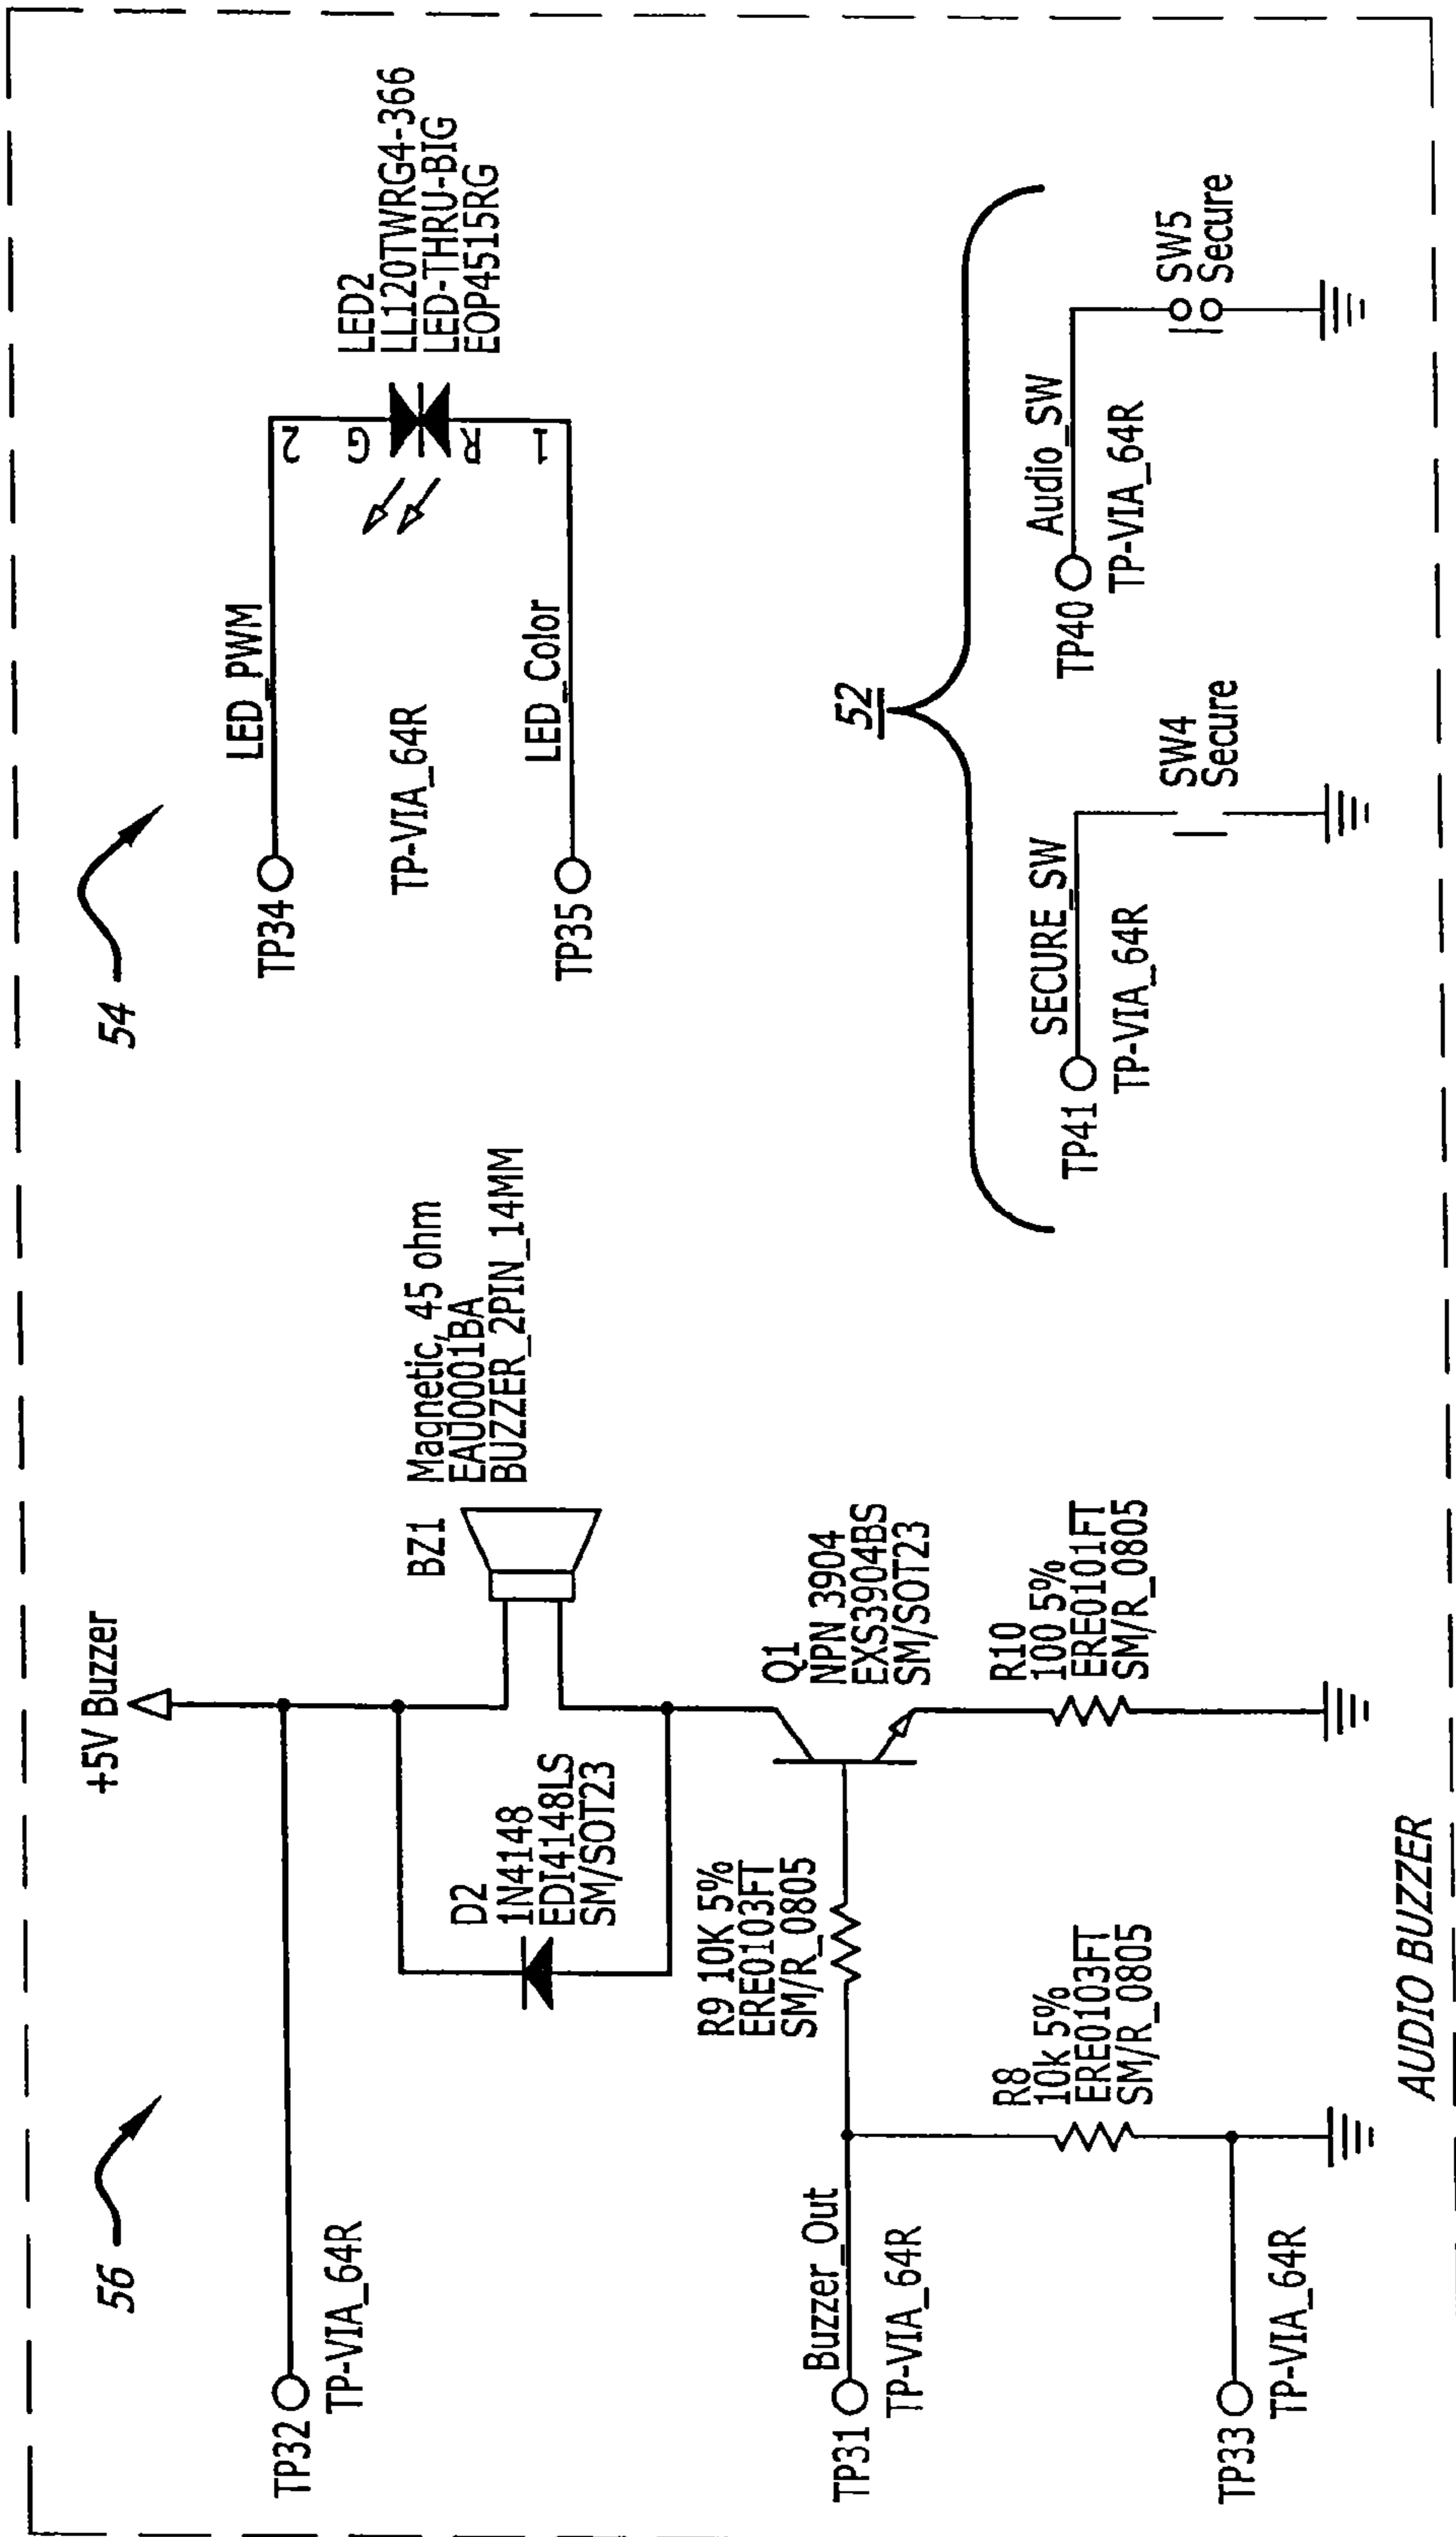 56
+5V Buzzer
TP32
TP-VIA_64R
D2
1N4148
EDI4148LS
SM/SOT23
BZ1
Magnetic, 45 ohm
EAU0001BA
BUZZER_2PIN_14MM
R9 10K 5%
ERE0103FT
SM/R_0805
Q1
NPN 3904
EXS3904BS
SM/SOT23
TP31
Buzzer_Out
TP-VIA_64R
R8
10k 5%
ERE0103FT
SM/R_0805
R10
100 5%
ERE0101FT
SM/R_0805
TP33
TP-VIA_64R
AUDIO BUZZER
54
TP34
LED_PWM
TP-VIA_64R
TP35
LED_Color
2
G
R
1
LED2
LL120TWRG4-366
LED-THRU-BIG
EOP4515RG
52
TP41
SECURE_SW
TP-VIA_64R
SW4
Secure
TP40
Audio_SW
TP-VIA_64R
SW5
Secure